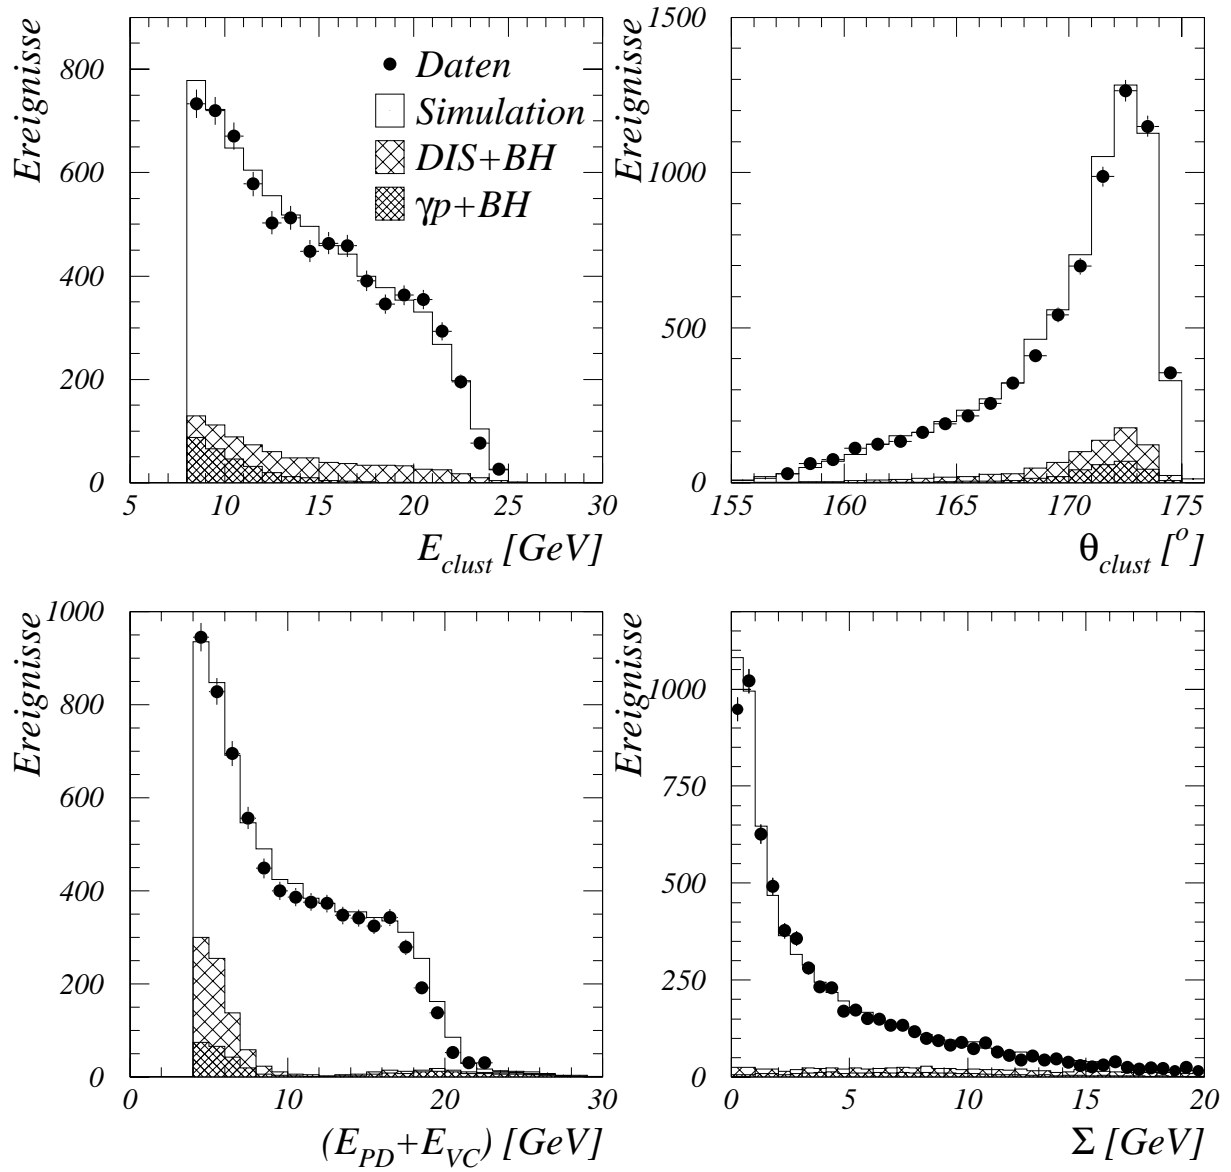 Ereignisse
800
600
400
200
0
5 10 15 20 25 30
E_clust [GeV]
Daten
Simulation
DIS+BH
γp+BH
Ereignisse
1500
1000
500
0
155 160 165 170 175
θ_clust [°]
Ereignisse
1000
800
600
400
200
0
0 10 20 30
(E_PD+E_VC) [GeV]
Ereignisse
1000
750
500
250
0
0 5 10 15 20
Σ [GeV]